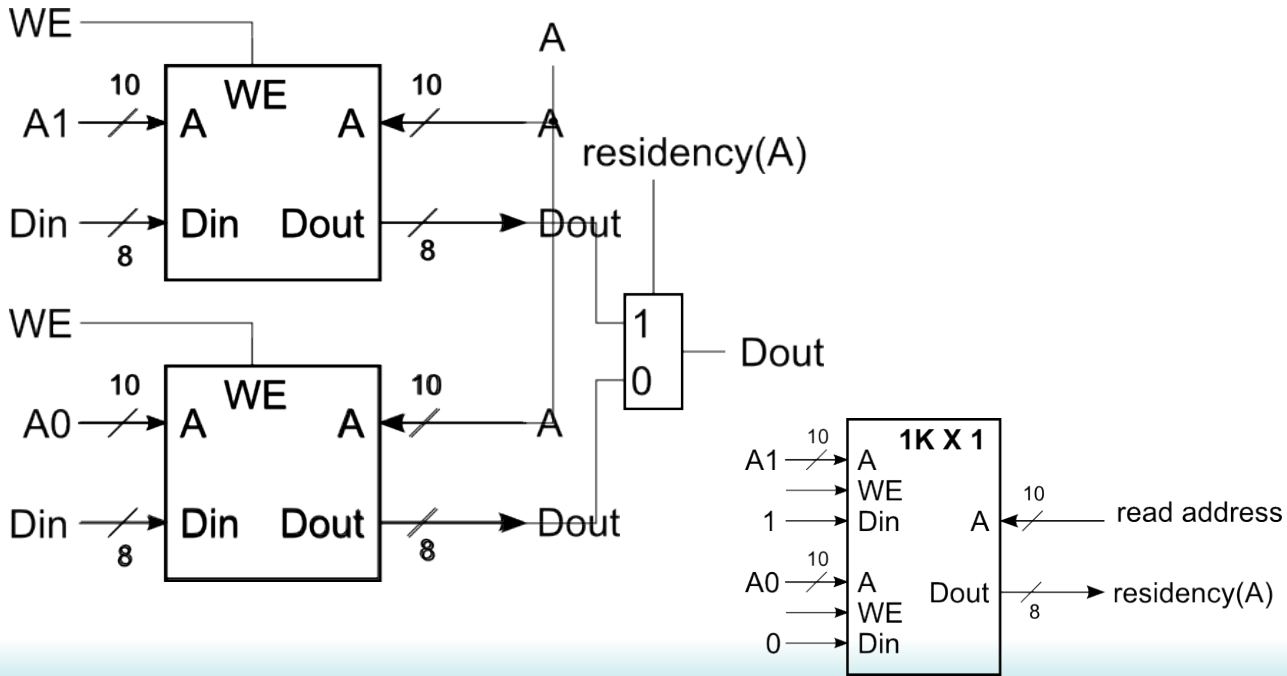 WE
A
10
WE
10
A1
A
A
A
residency(A)
Din
Din
Dout
Dout
8
8
WE
1
Dout
10
WE
10
0
A0
A
A
A
1K X 1
10
A1
A
WE
10
1
Din
A
read address
Din
Din
Dout
Dout
8
8
10
A0
A
Dout
residency(A)
WE
8
0
Din